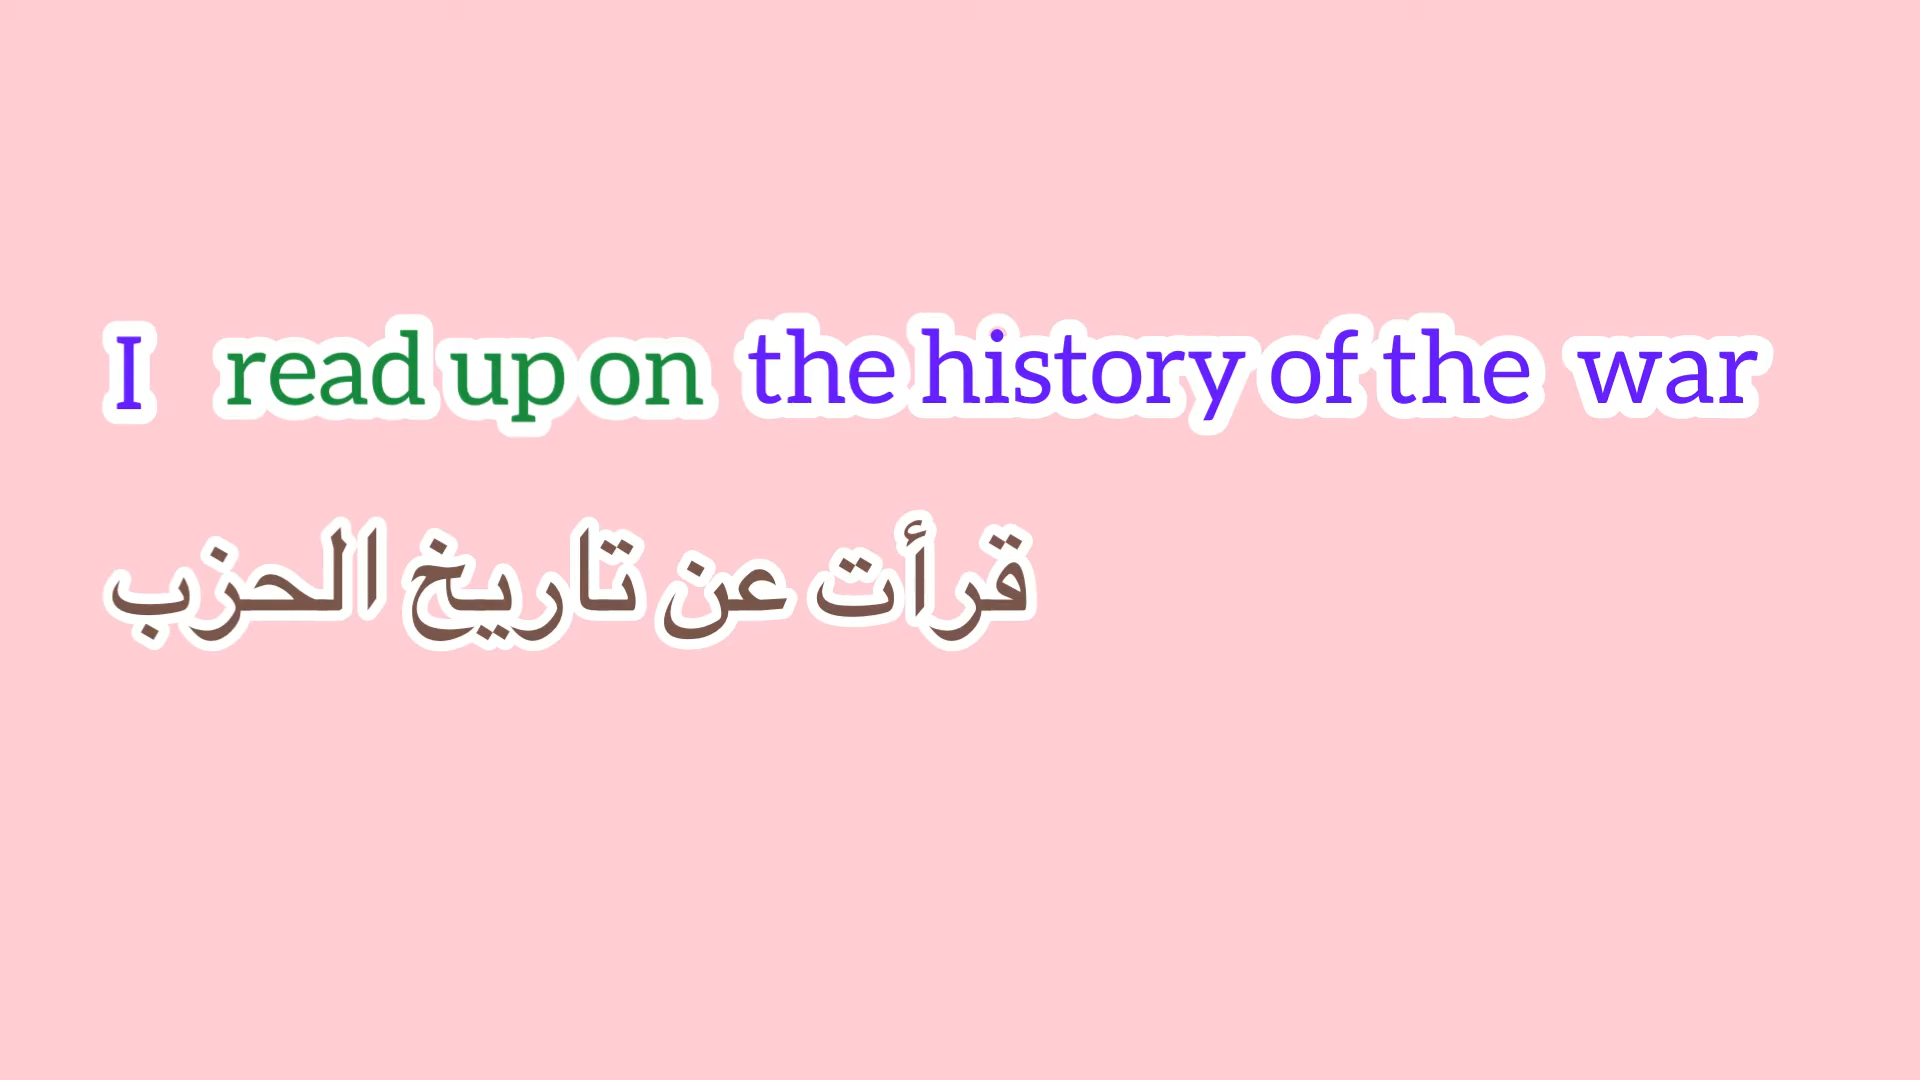 I read up on the history of the war
قرأت عن تاريخ الحزب